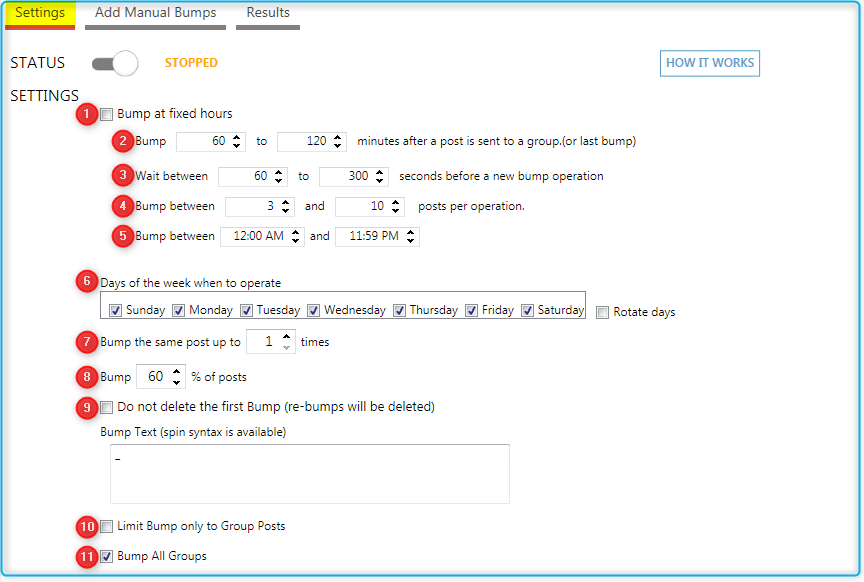 Settings Add Manual Bumps Results
STATUS STOPPED HOW IT WORKS
SETTINGS
1 Bump at fixed hours
2 Bump 60 to 120 minutes after a post is sent to a group.(or last bump)
3 Wait between 60 to 300 seconds before a new bump operation
4 Bump between 3 and 10 posts per operation.
5 Bump between 12:00 AM and 11:59 PM
6 Days of the week when to operate
Sunday Monday Tuesday Wednesday Thursday Friday Saturday Rotate days
7 Bump the same post up to 1 times
8 Bump 60 % of posts
9 Do not delete the first Bump (re-bumps will be deleted)
Bump Text (spin syntax is available)
–
10 Limit Bump only to Group Posts
11 Bump All Groups